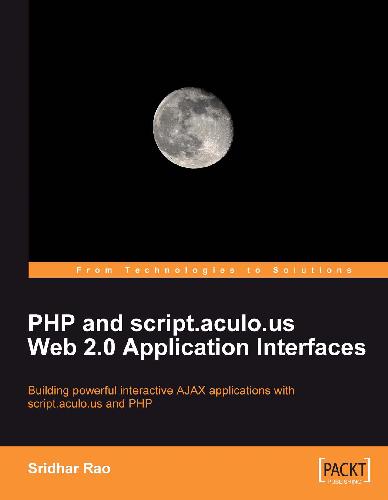 From Technologies to Solutions
PHP and script.aculo.us
Web 2.0 Application Interfaces
Building powerful interactive AJAX applications with
script.aculo.us and PHP
Sridhar Rao
PACKT
PUBLISHING